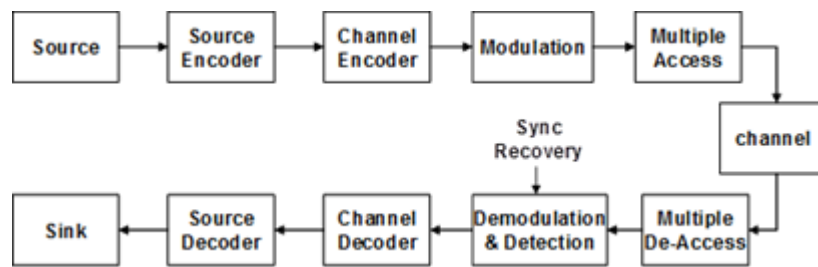 Source
Source
Encoder
Channel
Encoder
Modulation
Multiple
Access
channel
Sync
Recovery
Sink
Source
Decoder
Channel
Decoder
Demodulation
& Detection
Multiple
De-Access